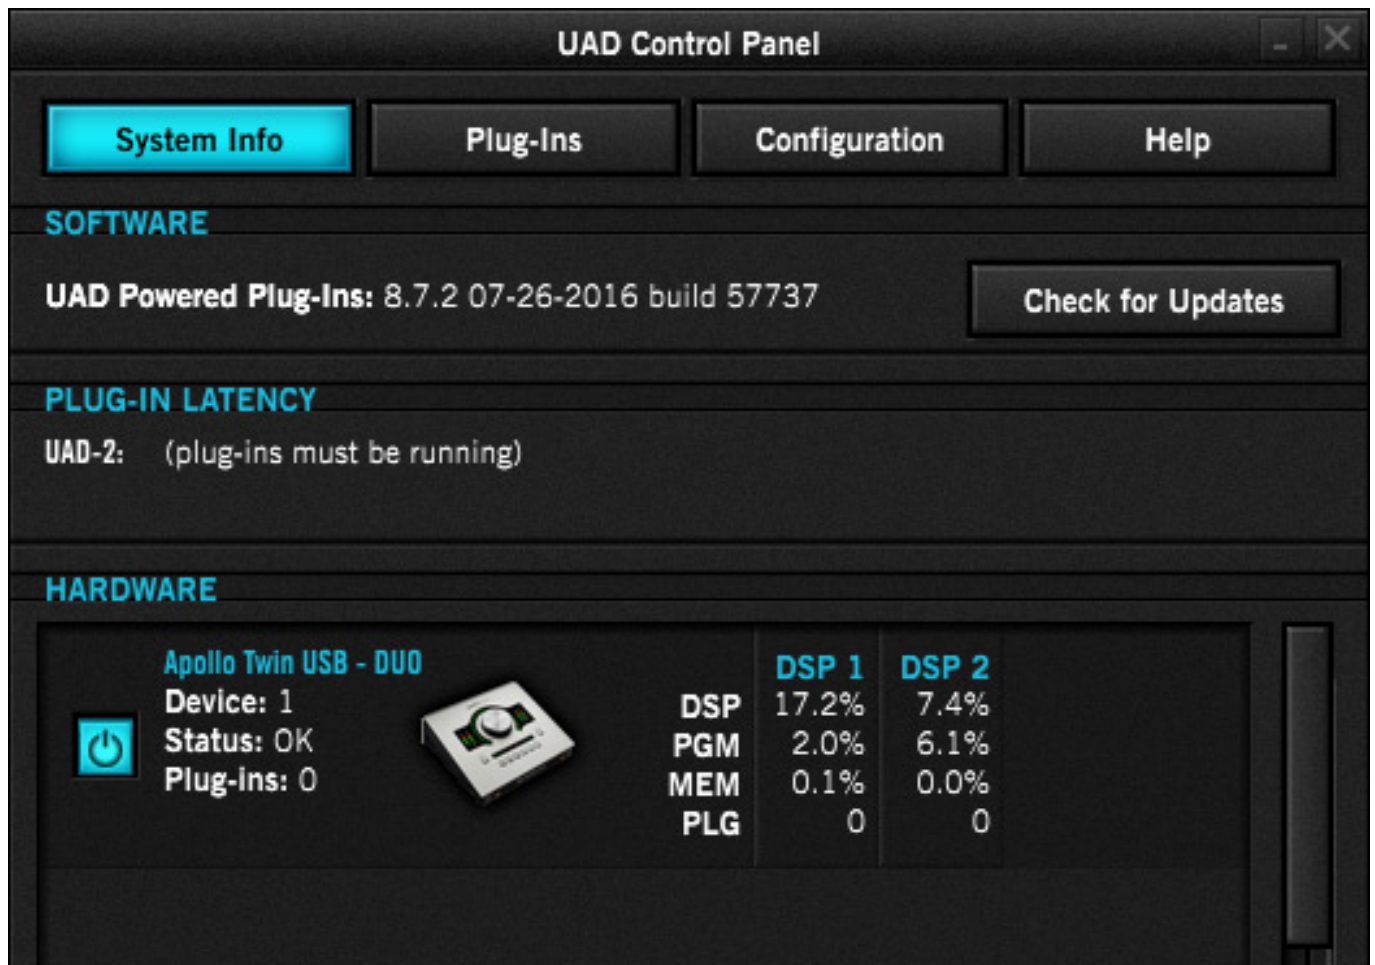 UAD Control Panel
System Info Plug-Ins Configuration Help
SOFTWARE
UAD Powered Plug-Ins: 8.7.2 07-26-2016 build 57737 Check for Updates
PLUG-IN LATENCY
UAD-2: (plug-ins must be running)
HARDWARE
Apollo Twin USB - DUO DSP 1 DSP 2
Device: 1 DSP 17.2% 7.4%
Status: OK PGM 2.0% 6.1%
Plug-ins: 0 MEM 0.1% 0.0%
PLG 0 0